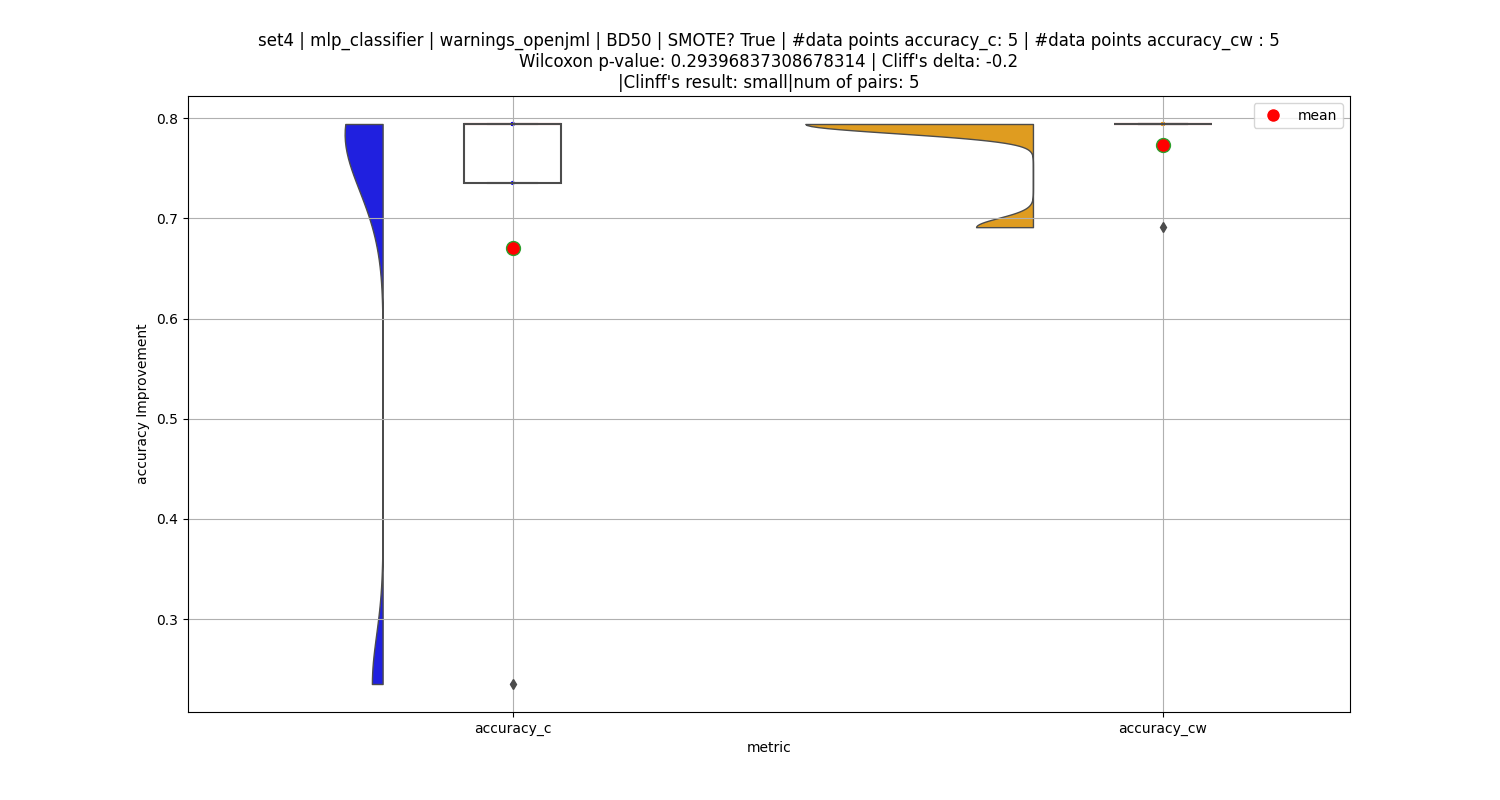 set4 | mlp_classifier | warnings_openjml | BD50 | SMOTE? True | #data points accuracy_c: 5 | #data points accuracy_cw : 5
Wilcoxon p-value: 0.29396837308678314 | Cliff's delta: -0.2
|Clinff's result: small|num of pairs: 5
mean
0.8
0.7
0.6
0.5
0.4
0.3
accuracy Improvement
accuracy_c
accuracy_cw
metric